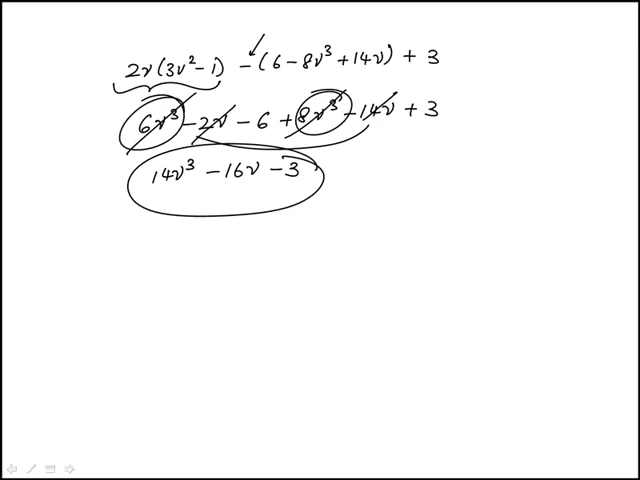 2v(3v² - 1) - (6 - 8v³ + 14v) + 3
6v³ - 2v - 6 + 8v³ - 14v + 3
14v³ - 16v - 3